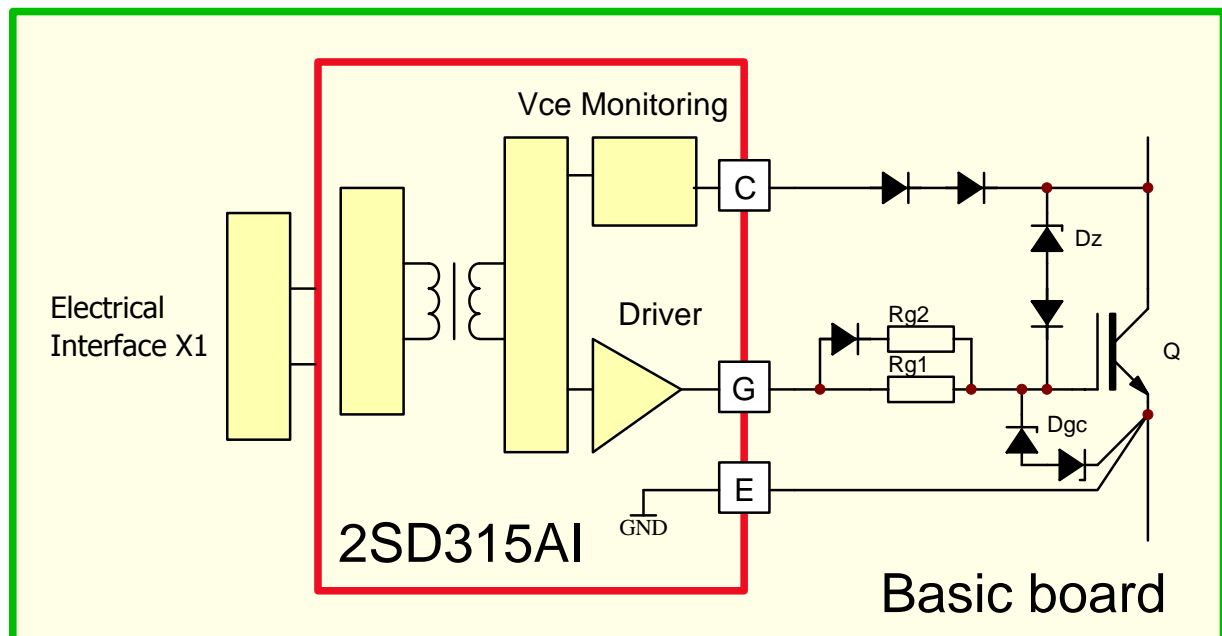 Vce Monitoring
C
Dz
Electrical
Interface X1
Driver
Rg2
Rg1
Q
G
Dgc
E
GND
2SD315AI
Basic board